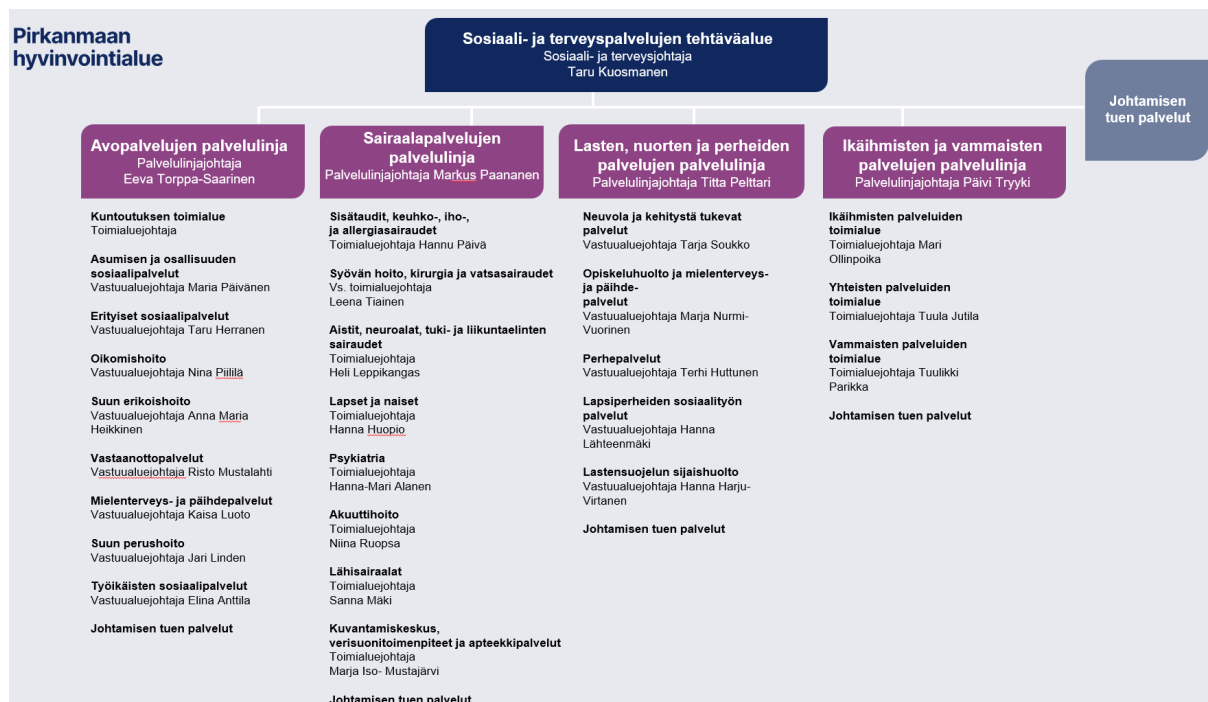 Pirkanmaan
hyvinvointialue
Sosiaali- ja terveyspalvelujen tehtäväalue
Sosiaali- ja terveysjohtaja
Taru Kuosmanen
Johtamisen
tuen palvelut
Avopalvelujen palvelulinja
Palvelulinjajohtaja
Eeva Torppa-Saarinen
Kuntoutuksen toimialue
Toimialuejohtaja
Asumisen ja osallisuuden
sosiaalipalvelut
Vastuualuejohtaja Maria Päivänen
Erityiset sosiaalipalvelut
Vastuualuejohtaja Taru Herranen
Oikomishoito
Vastuualuejohtaja Nina Piililä
Suun erikoishoito
Vastuualuejohtaja Anna Maria
Heikkinen
Vastaanottopalvelut
Vastuualuejohtaja Risto Mustalahti
Mielenterveys- ja päihdepalvelut
Vastuualuejohtaja Kaisa Luoto
Suun perushoito
Vastuualuejohtaja Jari Linden
Työikäisten sosiaalipalvelut
Vastuualuejohtaja Elina Anttila
Johtamisen tuen palvelut
Sairaalapalvelujen
palvelulinja
Palvelulinjajohtaja Markus Paananen
Sisätaudit, keuhko-, iho-,
ja allergiasairaudet
Toimialuejohtaja Hannu Päivä
Syövän hoito, kirurgia ja vatsasairaudet
Vs. toimialuejohtaja
Leena Tiainen
Aistit, neuroalat, tuki- ja liikuntaelinten
sairaudet
Toimialuejohtaja
Heli Leppikangas
Lapset ja naiset
Toimialuejohtaja
Hanna Huopio
Psykiatria
Toimialuejohtaja
Hanna-Mari Alanen
Akuuttihoito
Toimialuejohtaja
Niina Ruopsa
Lähisairaalat
Toimialuejohtaja
Sanna Mäki
Kuvantamiskeskus,
verisuonitoimenpiteet ja apteekkipalvelut
Toimialuejohtaja
Marja Iso- Mustajärvi
Johtamisen tuen palvelut
Lasten, nuorten ja perheiden
palvelujen palvelulinja
Palvelulinjajohtaja Titta Pelttari
Neuvola ja kehitystä tukevat
palvelut
Vastuualuejohtaja Tarja Soukko
Opiskeluhuolto ja mielenterveys-
ja päihde-
palvelut
Vastuualuejohtaja Marja Nurmi-
Vuorinen
Perhepalvelut
Vastuualuejohtaja Terhi Huttunen
Lapsiperheiden sosiaalityön
palvelut
Vastuualuejohtaja Hanna
Lähteenmäki
Lastensuojelun sijaishuolto
Vastuualuejohtaja Hanna Harju-
Virtanen
Johtamisen tuen palvelut
Ikäihmisten ja vammaisten
palvelujen palvelulinja
Palvelulinjajohtaja Päivi Tryyki
Ikäihmisten palveluiden
toimialue
Toimialuejohtaja Mari
Ollinpoika
Yhteisten palveluiden
toimialue
Toimialuejohtaja Tuula Jutila
Vammaisten palveluiden
toimialue
Toimialuejohtaja Tuulikki
Parikka
Johtamisen tuen palvelut